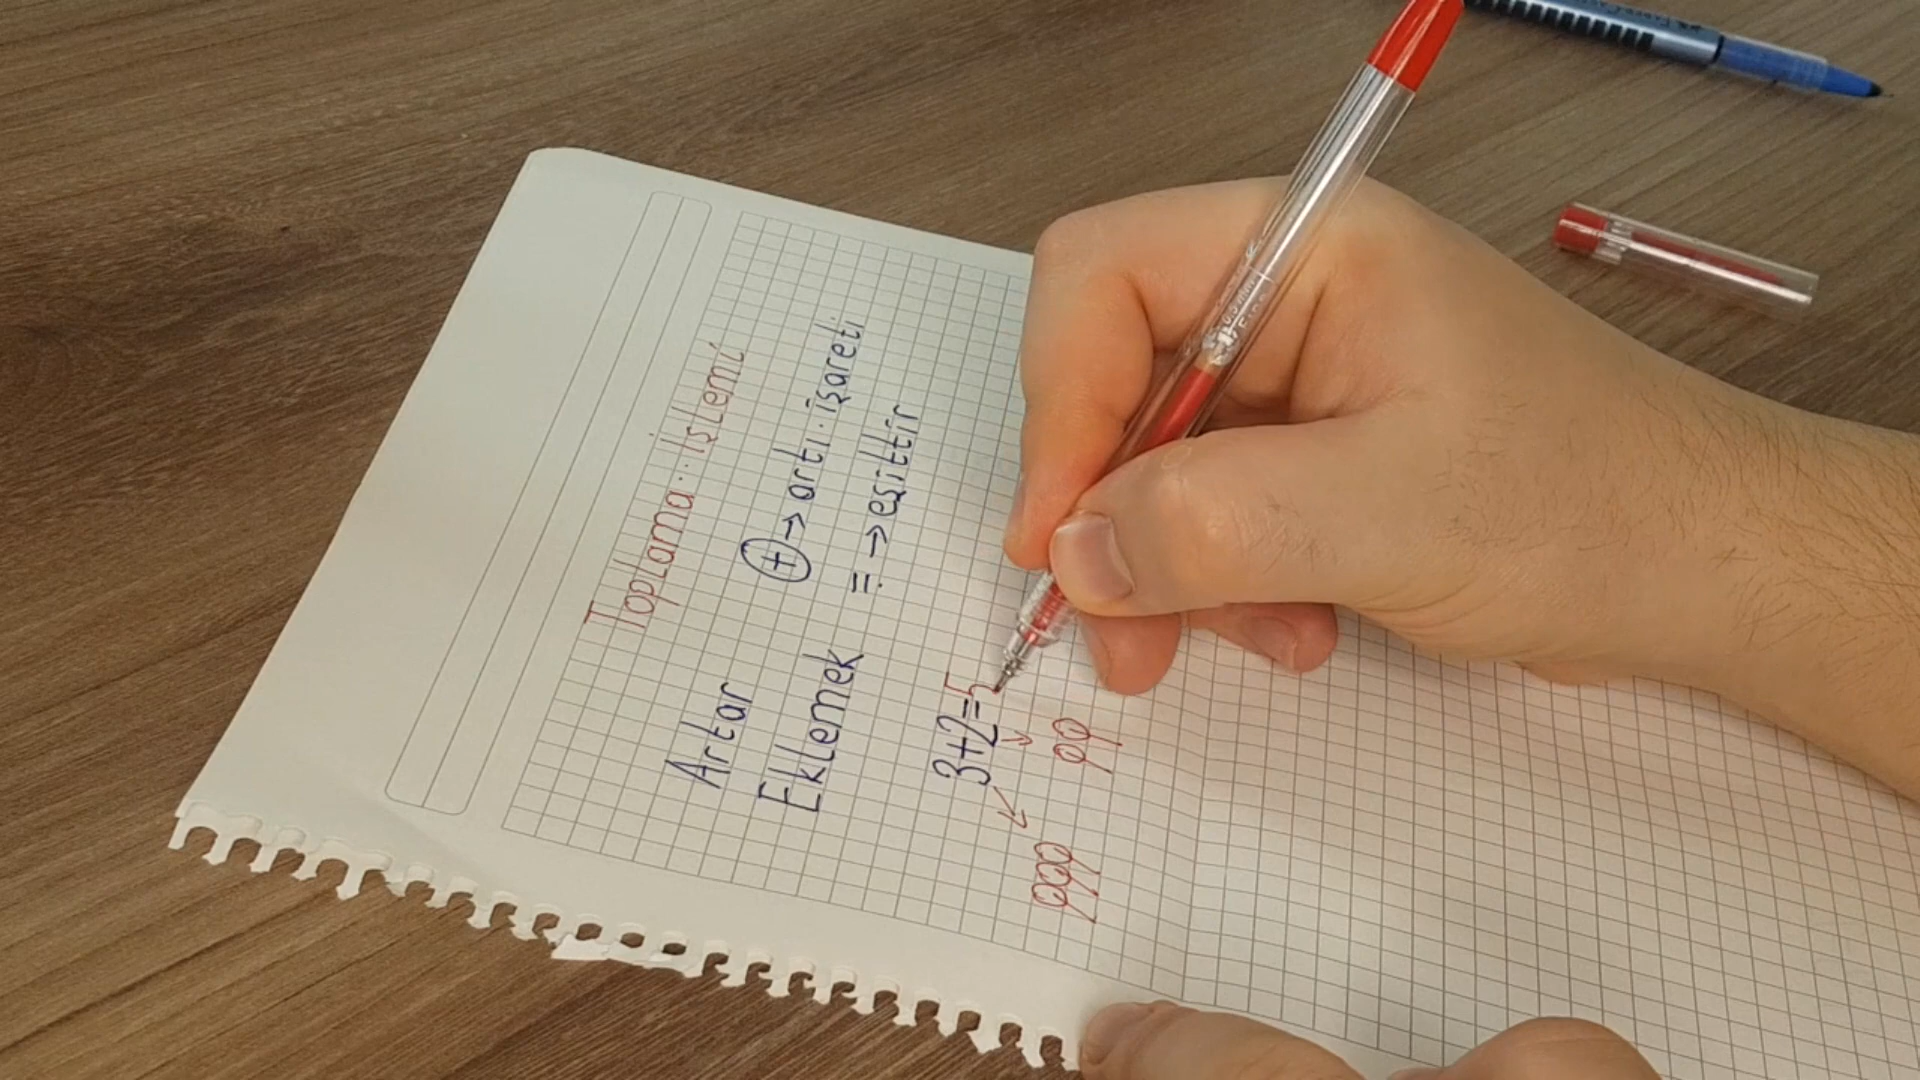 Toplama İşlemi
Artar
+ → artı işareti
Eklemek
= → eşittir
3+2=5